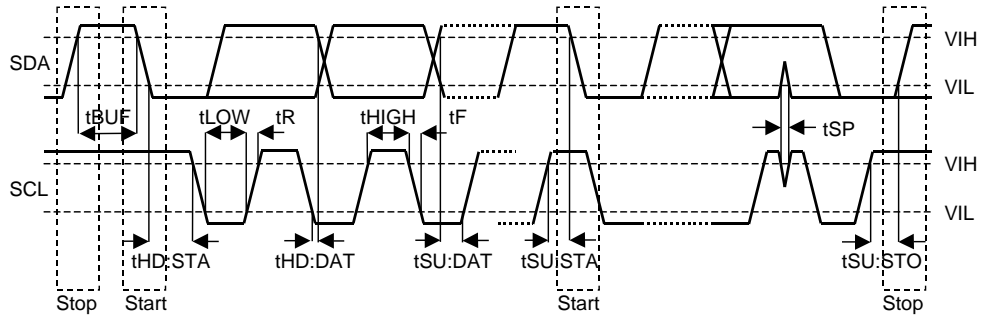 VIH
SDA
VIL
tBUF tLOW tR tHIGH tF
tSP
VIH
SCL
VIL
tHD:STA tHD:DAT tSU:DAT tSU:STA tSU:STO
Stop Start Start Stop